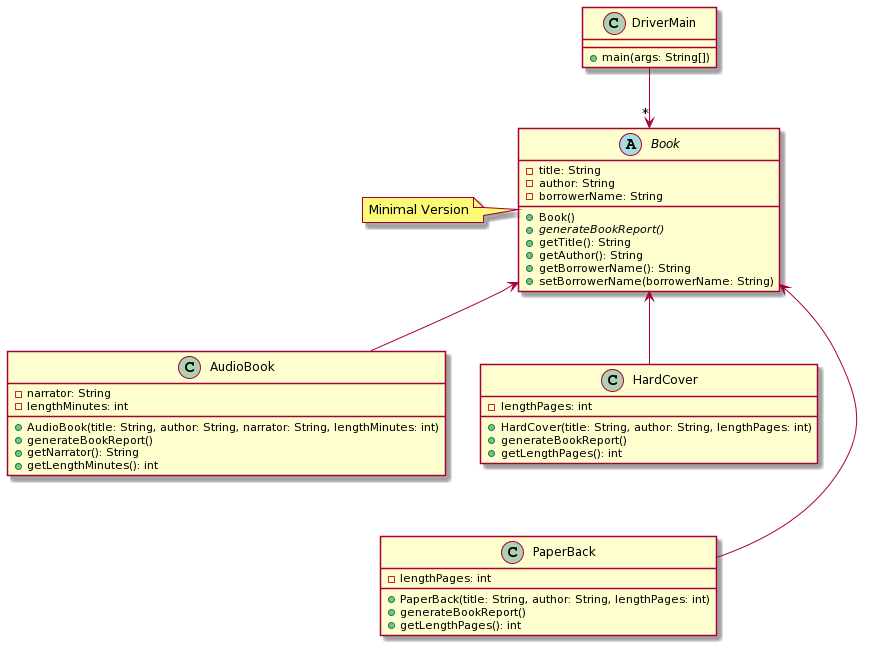 C DriverMain
main(args: String[])
*
A Book
title: String
author: String
borrowerName: String
Minimal Version
Book()
generateBookReport()
getTitle(): String
getAuthor(): String
getBorrowerName(): String
setBorrowerName(borrowerName: String)
C AudioBook
narrator: String
lengthMinutes: int
AudioBook(title: String, author: String, narrator: String, lengthMinutes: int)
generateBookReport()
getNarrator(): String
getLengthMinutes(): int
C HardCover
lengthPages: int
HardCover(title: String, author: String, lengthPages: int)
generateBookReport()
getLengthPages(): int
C PaperBack
lengthPages: int
PaperBack(title: String, author: String, lengthPages: int)
generateBookReport()
getLengthPages(): int